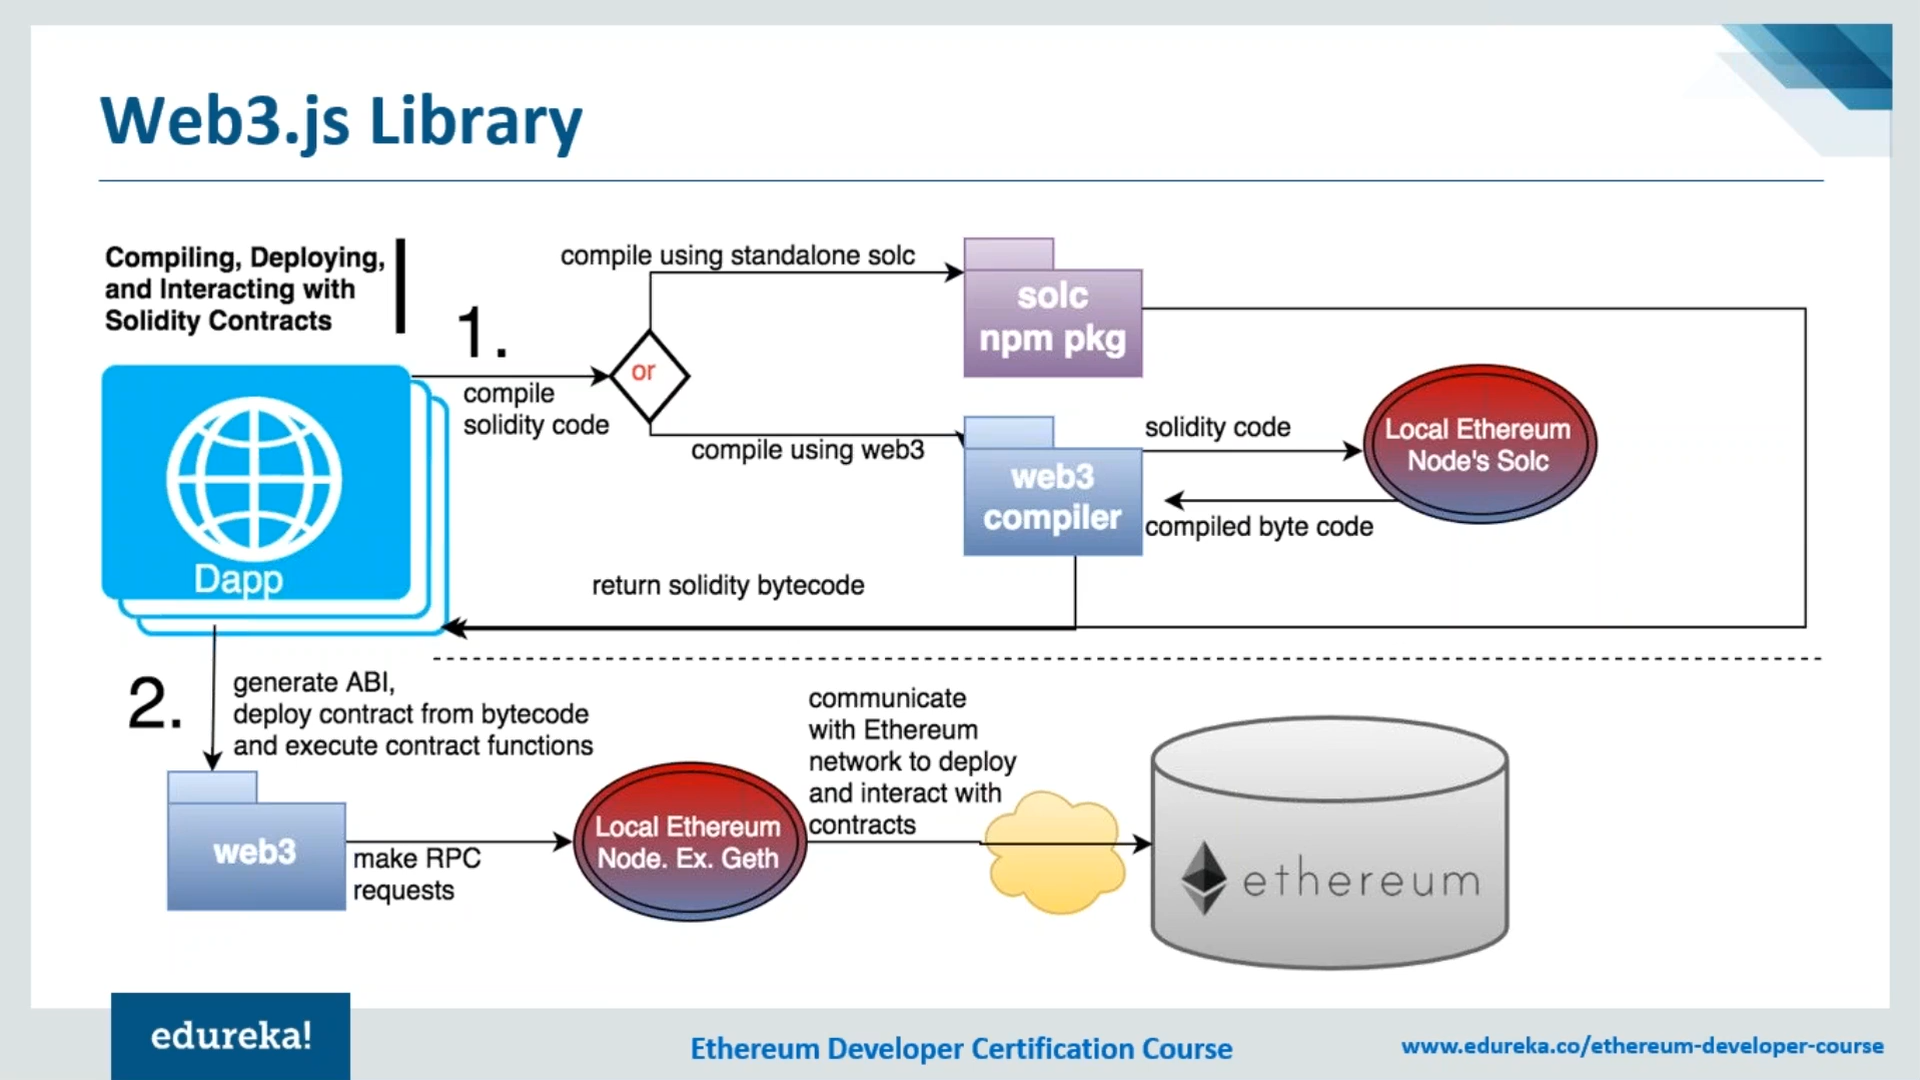 Web3.js Library
Compiling, Deploying,
and Interacting with
Solidity Contracts
1.
compile
solidity code
or
compile using standalone solc
compile using web3
solc
npm pkg
web3
compiler
solidity code
compiled byte code
Local Ethereum
Node's Solc
Dapp
return solidity bytecode
2.
generate ABI,
deploy contract from bytecode
and execute contract functions
web3
make RPC
requests
Local Ethereum
Node. Ex. Geth
communicate
with Ethereum
network to deploy
and interact with
contracts
ethereum
edureka!
Ethereum Developer Certification Course
www.edureka.co/ethereum-developer-course